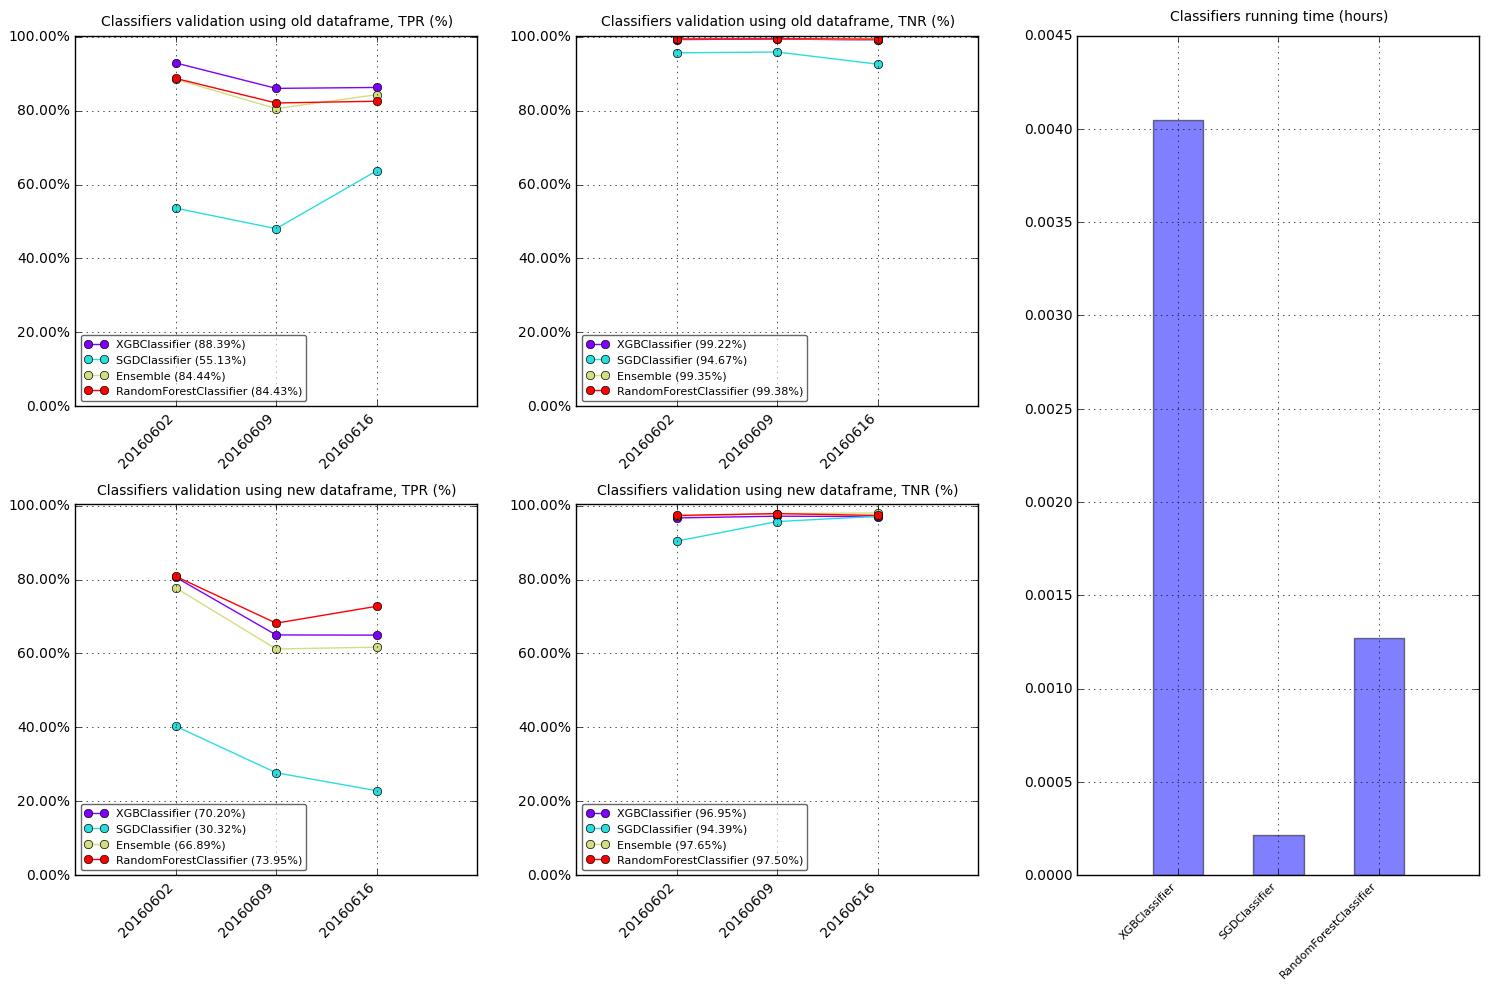 Classifiers validation using old dataframe, TPR (%)
100.00%
80.00%
60.00%
40.00%
20.00%
0.00%
XGBClassifier (88.39%)
SGDClassifier (55.13%)
Ensemble (84.44%)
RandomForestClassifier (84.43%)
20160602
20160609
20160616
Classifiers validation using old dataframe, TNR (%)
100.00%
80.00%
60.00%
40.00%
20.00%
0.00%
XGBClassifier (99.22%)
SGDClassifier (94.67%)
Ensemble (99.35%)
RandomForestClassifier (99.38%)
20160602
20160609
20160616
Classifiers validation using new dataframe, TPR (%)
100.00%
80.00%
60.00%
40.00%
20.00%
0.00%
XGBClassifier (70.20%)
SGDClassifier (30.32%)
Ensemble (66.89%)
RandomForestClassifier (73.95%)
20160602
20160609
20160616
Classifiers validation using new dataframe, TNR (%)
100.00%
80.00%
60.00%
40.00%
20.00%
0.00%
XGBClassifier (96.95%)
SGDClassifier (94.39%)
Ensemble (97.65%)
RandomForestClassifier (97.50%)
20160602
20160609
20160616
Classifiers running time (hours)
0.0045
0.0040
0.0035
0.0030
0.0025
0.0020
0.0015
0.0010
0.0005
0.0000
XGBClassifier
SGDClassifier
RandomForestClassifier